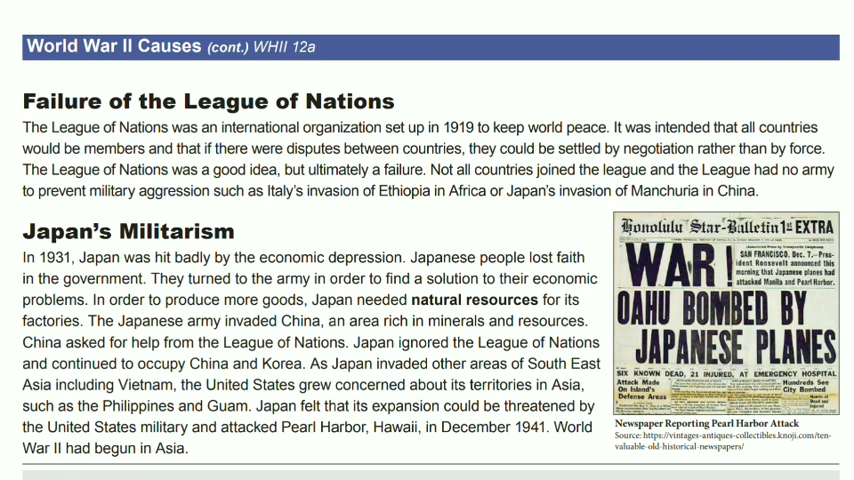 World War II Causes (cont.) WHII 12a
Failure of the League of Nations
The League of Nations was an international organization set up in 1919 to keep world peace. It was intended that all countries
would be members and that if there were disputes between countries, they could be settled by negotiation rather than by force.
The League of Nations was a good idea, but ultimately a failure. Not all countries joined the league and the League had no army
to prevent military aggression such as Italy's invasion of Ethiopia in Africa or Japan's invasion of Manchuria in China.
Japan's Militarism
In 1931, Japan was hit badly by the economic depression. Japanese people lost faith
in the government. They turned to the army in order to find a solution to their economic
problems. In order to produce more goods, Japan needed natural resources for its
factories. The Japanese army invaded China, an area rich in minerals and resources.
China asked for help from the League of Nations. Japan ignored the League of Nations
and continued to occupy China and Korea. As Japan invaded other areas of South East
Asia including Vietnam, the United States grew concerned about its territories in Asia,
such as the Philippines and Guam. Japan felt that its expansion could be threatened by
the United States military and attacked Pearl Harbor, Hawaii, in December 1941. World
War II had begun in Asia.
Honolulu Star-Bulletin 1st EXTRA
WAR!
SAN FRANCISCO, Dec. 7.—Pres-
ident Roosevelt announced this
morning that Japanese planes had
attacked Manila and Pearl Harbor.
OAHU BOMBED BY
JAPANESE PLANES
SIX KNOWN DEAD, 21 INJURED, AT EMERGENCY HOSPITAL
Attack Made
On Island's
Defense Areas
Hundreds See
City Bombed
Newspaper Reporting Pearl Harbor Attack
Source: https://vintages-antiques-collectibles.knoji.com/ten-
valuable-old-historical-newspapers/